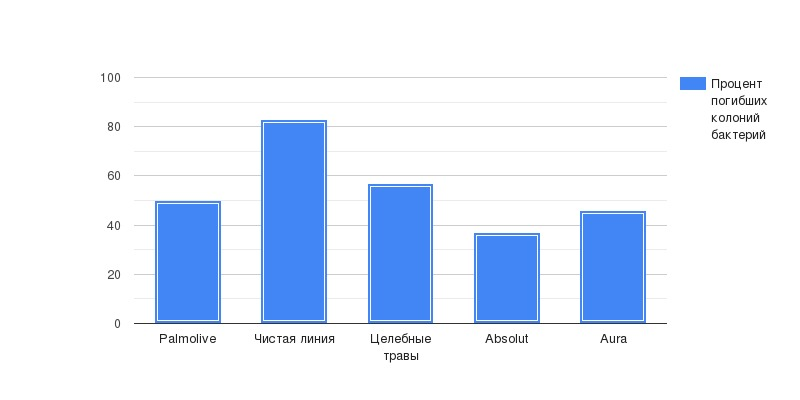 100
80
60
40
20
0
Palmolive
Чистая линия
Целебные
травы
Absolut
Aura
Процент
погибших
колоний
бактерий